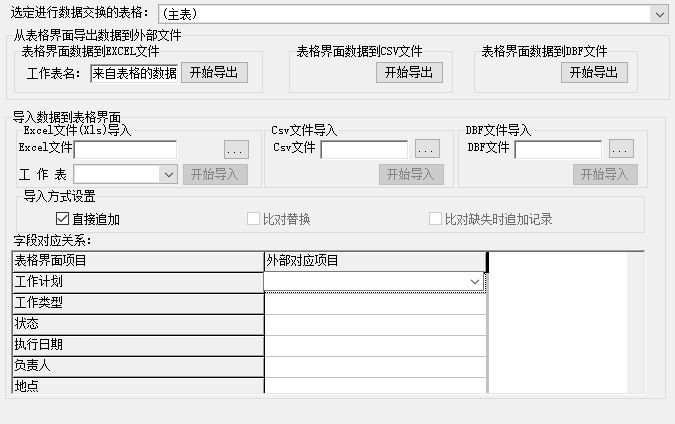 选定进行数据交换的表格： (主表)
从表格界面导出数据到外部文件
表格界面数据到EXCEL文件 表格界面数据到CSV文件 表格界面数据到DBF文件
工作表名： 来自表格的数据 开始导出 开始导出 开始导出
导入数据到表格界面
Excel文件(Xls)导入 Csv文件导入 DBF文件导入
Excel文件 ... Csv文件 ... DBF文件 ...
工 作 表 开始导入 开始导入 开始导入
导入方式设置
直接追加 比对替换 比对缺失时追加记录
字段对应关系：
表格界面项目 外部对应项目
工作计划
工作类型
状态
执行日期
负责人
地点